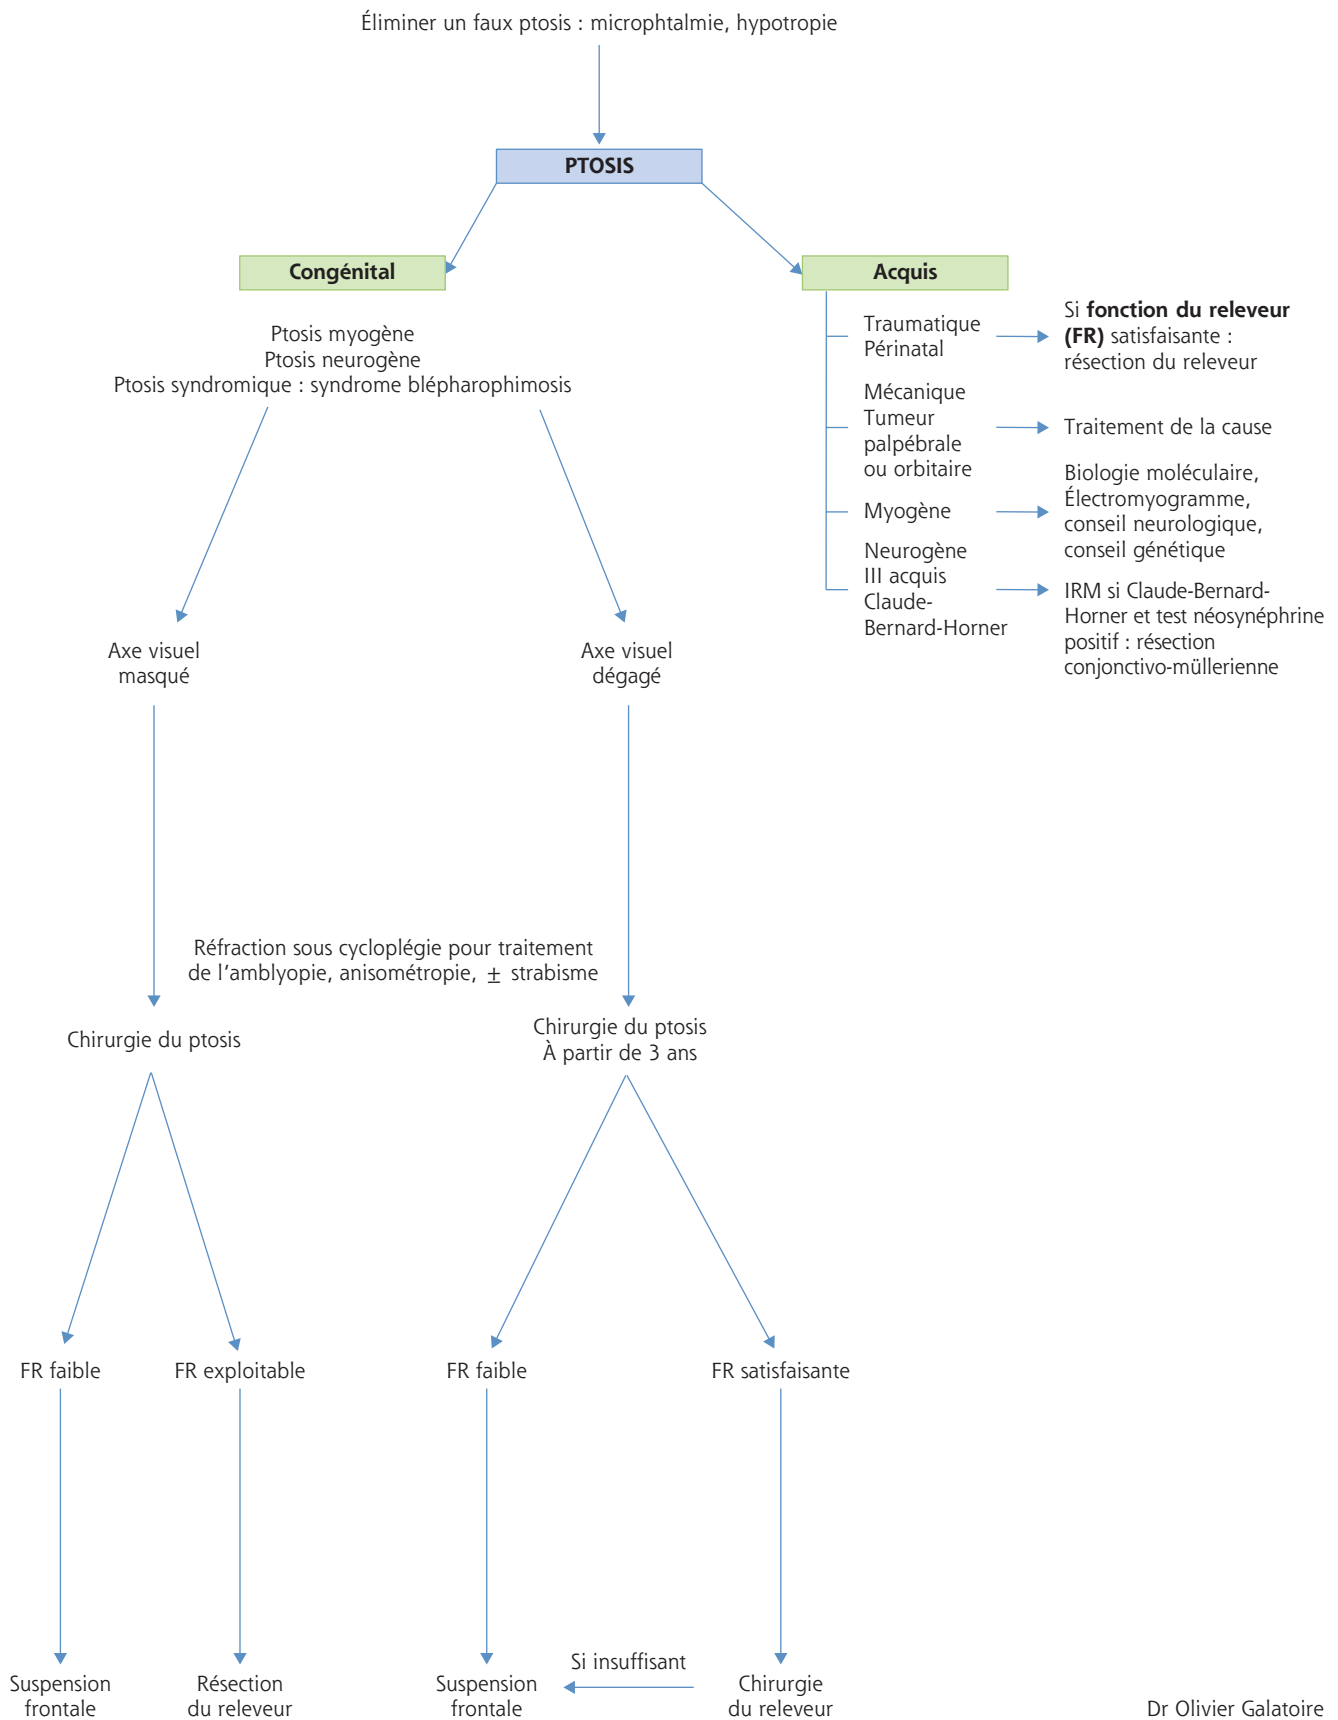 Éliminer un faux ptosis : microphtalmie, hypotropie
PTOSIS
Congénital
Ptosis myogène
Ptosis neurogène
Ptosis syndromique : syndrome blépharophimosis
Acquis
Traumatique
Périnatal
Si fonction du releveur
(FR) satisfaisante :
résection du releveur
Mécanique
Tumeur
palpébrale
ou orbitaire
Traitement de la cause
Myogène
Biologie moléculaire,
Électromyogramme,
conseil neurologique,
conseil génétique
Neurogène
III acquis
Claude-
Bernard-Horner
IRM si Claude-Bernard-
Horner et test néosynéphrine
positif : résection
conjonctivo-müllerienne
Axe visuel
masqué
Axe visuel
dégagé
Réfraction sous cycloplégie pour traitement
de l'amblyopie, anisométropie, ± strabisme
Chirurgie du ptosis
Chirurgie du ptosis
À partir de 3 ans
FR faible
FR exploitable
FR faible
FR satisfaisante
Suspension
frontale
Résection
du releveur
Suspension
frontale
Si insuffisant
Chirurgie
du releveur
Dr Olivier Galatoire